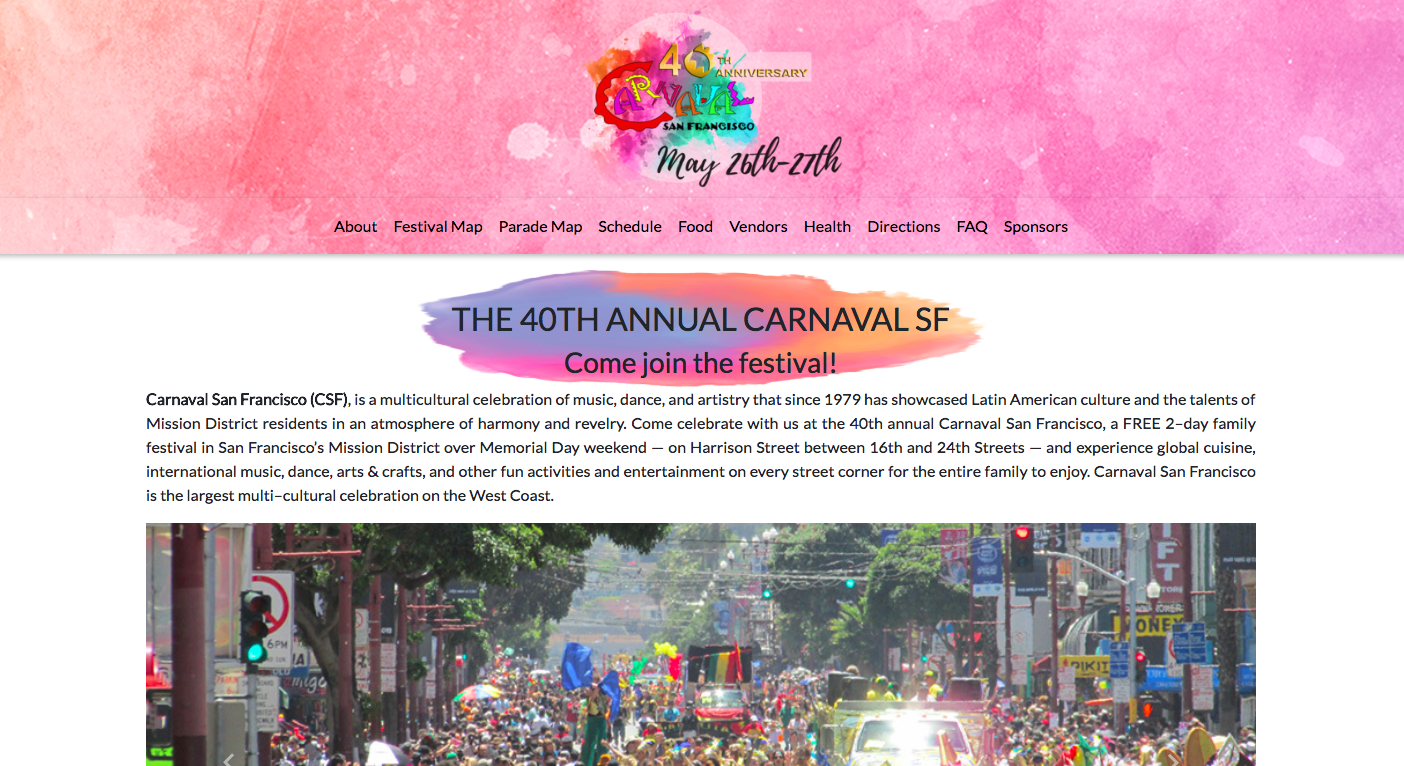 40TH
ANNIVERSARY
CARNAVAL
SAN FRANCISCO
May 26th-27th
About Festival Map Parade Map Schedule Food Vendors Health Directions FAQ Sponsors
THE 40TH ANNUAL CARNAVAL SF
Come join the festival!
Carnaval San Francisco (CSF), is a multicultural celebration of music, dance, and artistry that since 1979 has showcased Latin American culture and the talents of
Mission District residents in an atmosphere of harmony and revelry. Come celebrate with us at the 40th annual Carnaval San Francisco, a FREE 2–day family
festival in San Francisco’s Mission District over Memorial Day weekend — on Harrison Street between 16th and 24th Streets — and experience global cuisine,
international music, dance, arts & crafts, and other fun activities and entertainment on every street corner for the entire family to enjoy. Carnaval San Francisco
is the largest multi–cultural celebration on the West Coast.
6PM